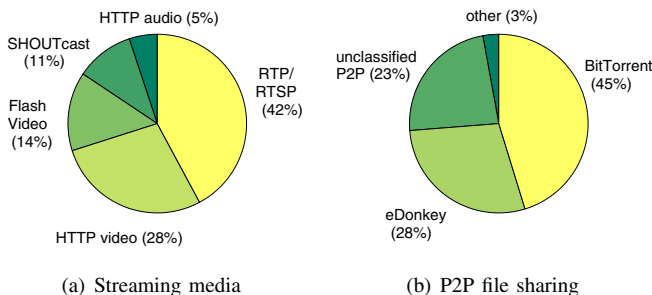 HTTP audio (5%)
SHOUTcast
(11%)
RTP/
RTSP
(42%)
Flash
Video
(14%)
HTTP video (28%)
(a) Streaming media
other (3%)
unclassified
P2P (23%)
BitTorrent
(45%)
eDonkey
(28%)
(b) P2P file sharing